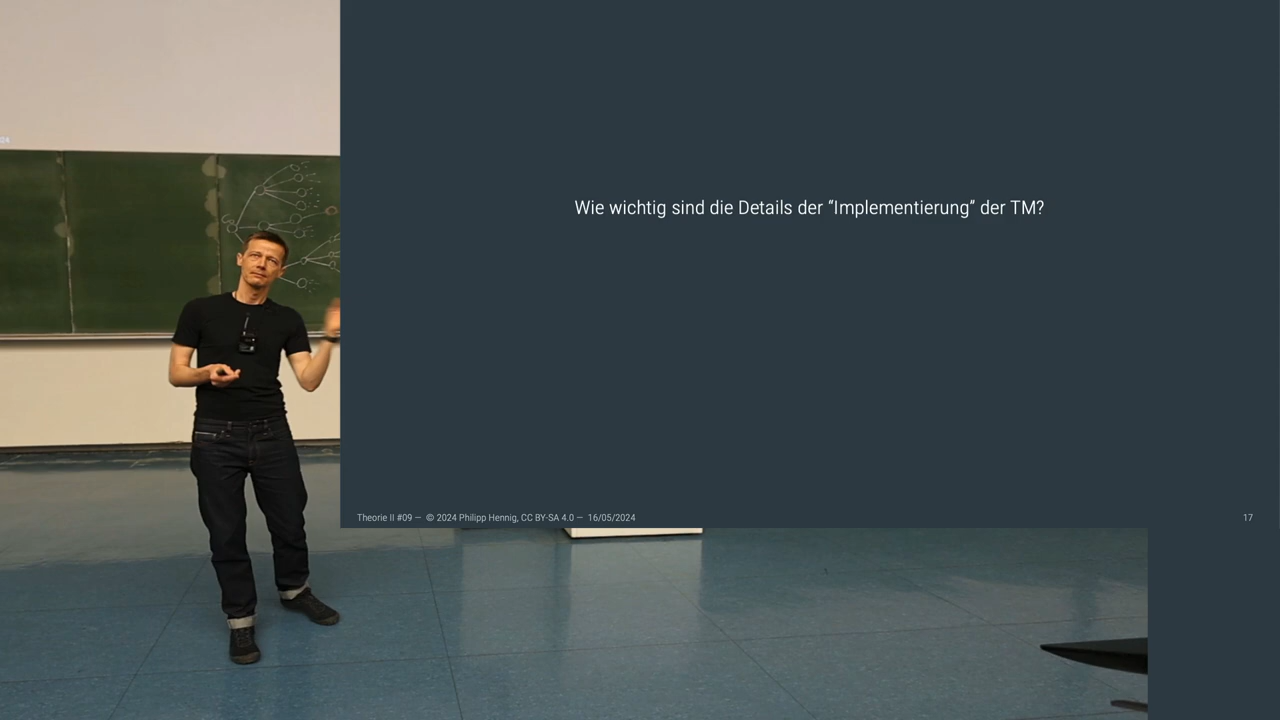 Wie wichtig sind die Details der “Implementierung” der TM?
Theorie II #09 — © 2024 Philipp Hennig, CC BY-SA 4.0 — 16/05/2024
17